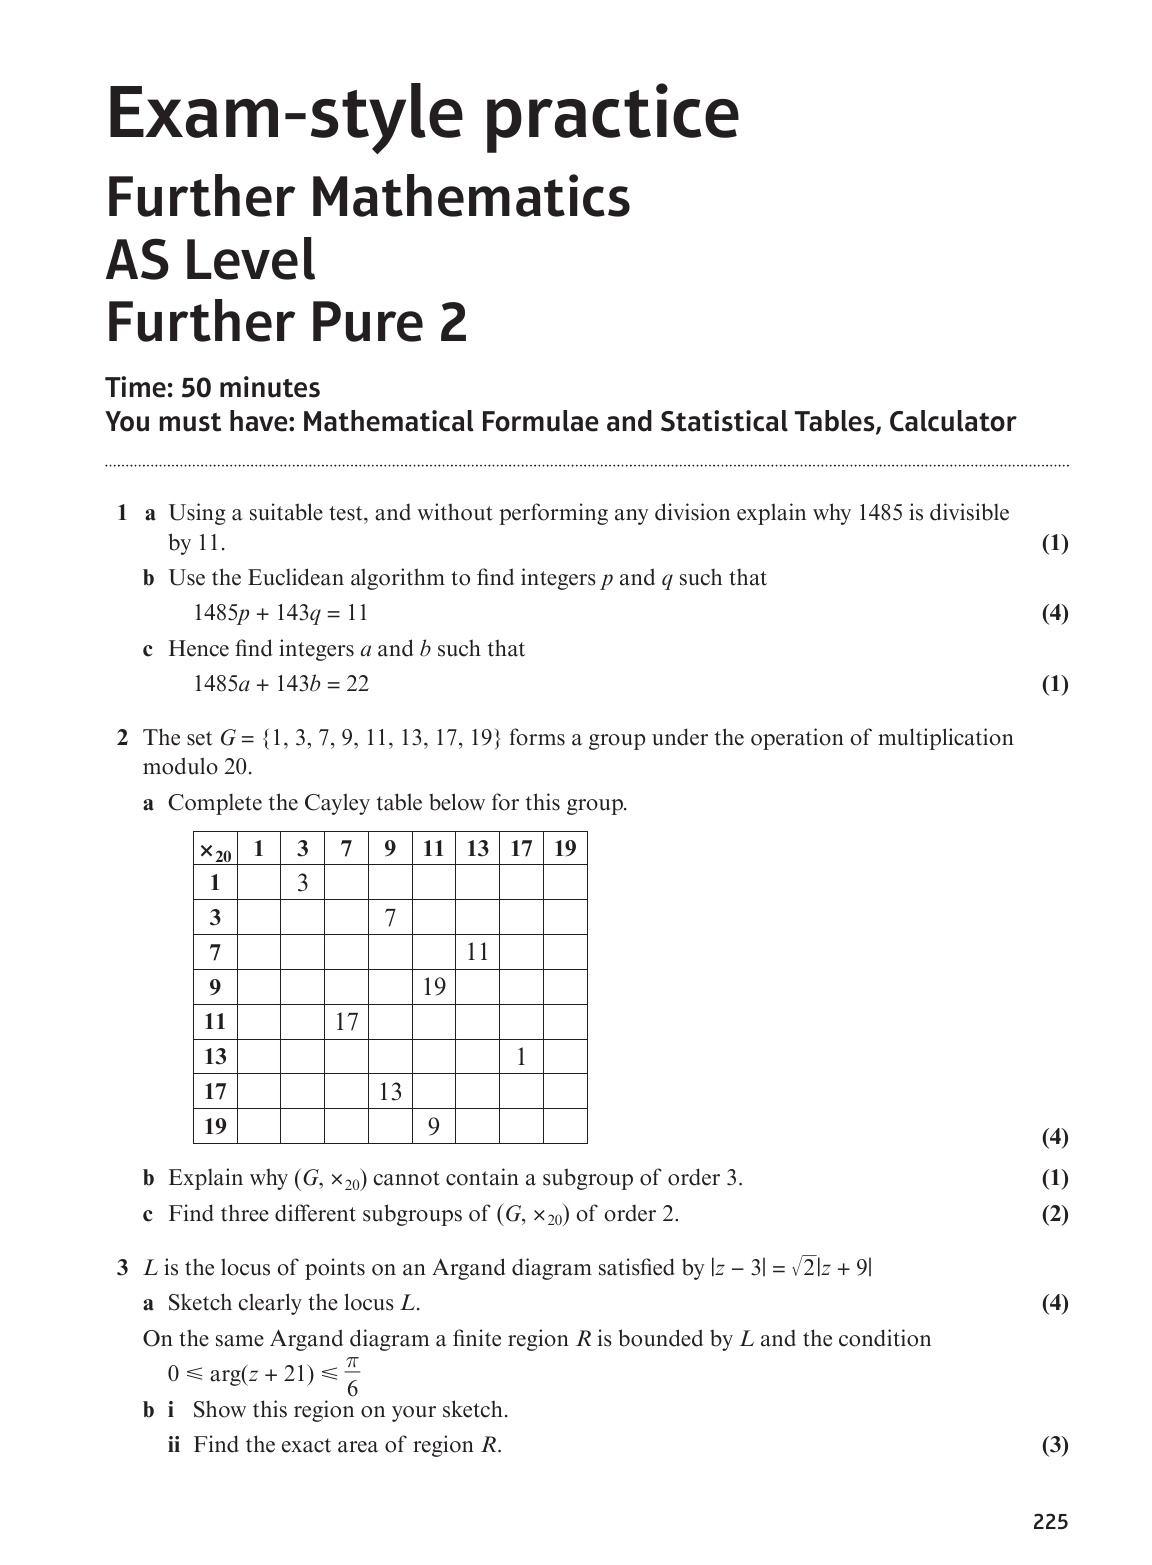 Exam-style practice
Further Mathematics
AS Level
Further Pure 2
Time: 50 minutes
You must have: Mathematical Formulae and Statistical Tables, Calculator
1 a Using a suitable test, and without performing any division explain why 1485 is divisible
by 11. (1)
b Use the Euclidean algorithm to find integers p and q such that
1485p + 143q = 11 (4)
c Hence find integers a and b such that
1485a + 143b = 22 (1)
2 The set G = {1, 3, 7, 9, 11, 13, 17, 19} forms a group under the operation of multiplication
modulo 20.
a Complete the Cayley table below for this group.
×₂₀ 1 3 7 9 11 13 17 19
1 3
3 7
7 11
9 19
11 17
13 1
17 13
19 9
(4)
b Explain why (G, ×₂₀) cannot contain a subgroup of order 3. (1)
c Find three different subgroups of (G, ×₂₀) of order 2. (2)
3 L is the locus of points on an Argand diagram satisfied by |z − 3| = √2|z + 9|
a Sketch clearly the locus L. (4)
On the same Argand diagram a finite region R is bounded by L and the condition
0 ⩽ arg(z + 21) ⩽ π/6
b i Show this region on your sketch.
ii Find the exact area of region R. (3)
225